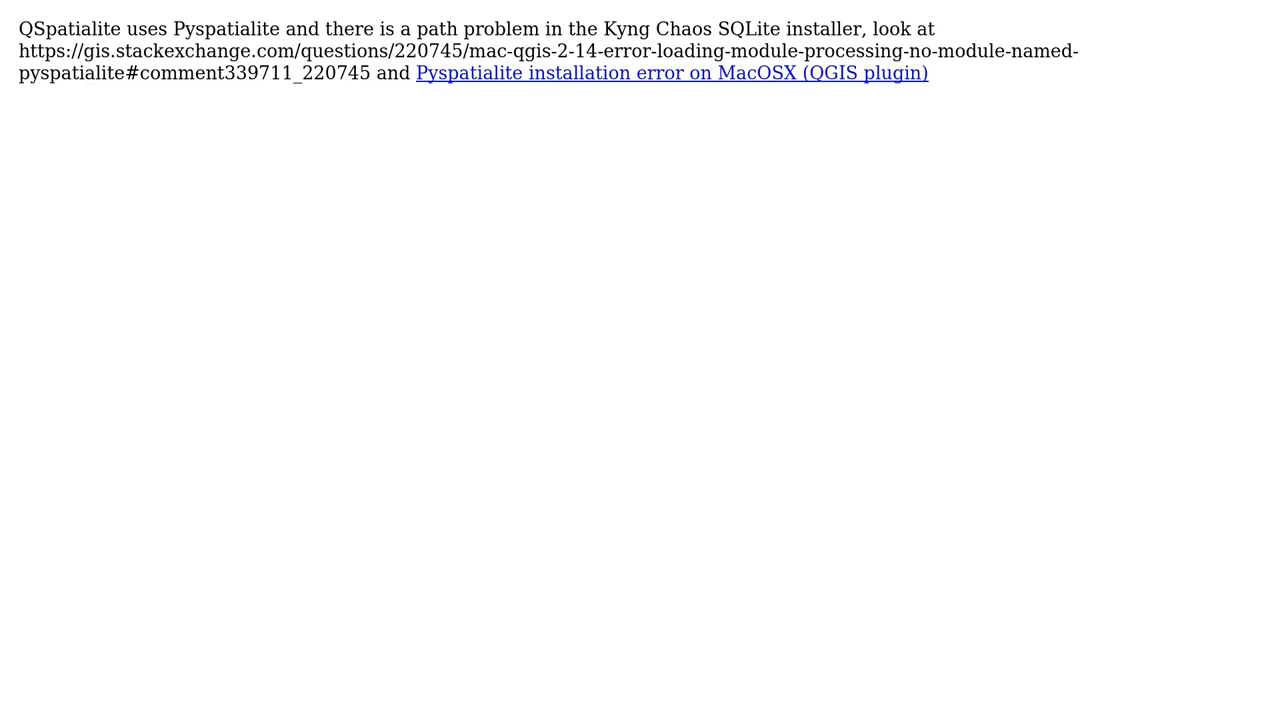 QSpatialite uses Pyspatialite and there is a path problem in the Kyng Chaos SQLite installer, look at
https://gis.stackexchange.com/questions/220745/mac-qgis-2-14-error-loading-module-processing-no-module-named-
pyspatialite#comment339711_220745 and Pyspatialite installation error on MacOSX (QGIS plugin)